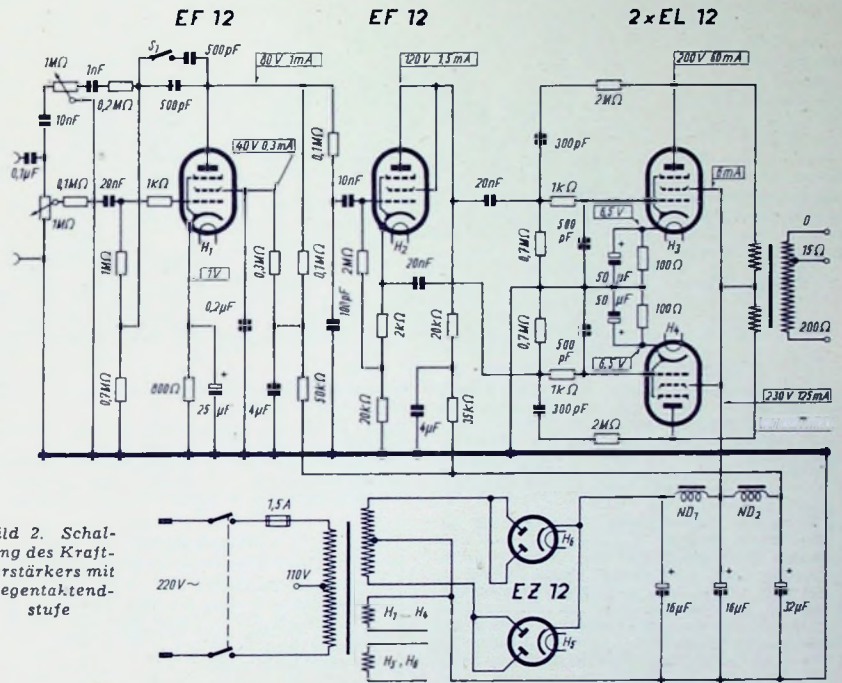 EF 12 EF 12 2×EL 12
S₁ 500pF 80V 1mA 120V 1,5mA 200V 60mA
1MΩ 1nF 0,2MΩ 500pF 2MΩ
10nF 40V 0,3mA 0,1MΩ 300pF
0,1µF 0,1MΩ 20nF 1kΩ 10nF 20nF 1kΩ 8mA
1MΩ H₁ H₂ 6,5V H₃ 0
1V 20nF 500 pF 15Ω
1MΩ 0,3MΩ 0,1MΩ 2MΩ 0,7MΩ 50 µF 100Ω
0,2µF 100pF 2kΩ 20kΩ 50 µF 100Ω
0,7MΩ 500 pF H₄ 200Ω
0,7MΩ 800Ω 25 µF 4µF 50kΩ 20kΩ 4µF 35kΩ 1kΩ 6,5V
300pF 230V 125mA
2MΩ
ild 2. Schal-
ng des Kraft-
erstärkers mit
egentaktend-
stufe
1,5A
220V~ 110V
H₆
EZ 12
H₁ ... H₄
H₅, H₆
H₅
ND₁ ND₂
+ + +
16µF 16µF 32µF